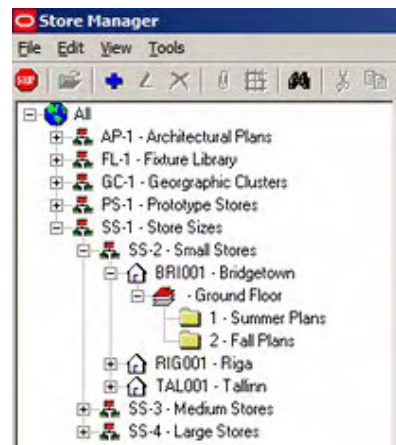 Store Manager
File Edit View Tools
STOP
All
AP-1 - Architectural Plans
FL-1 - Fixture Library
GC-1 - Georgraphic Clusters
PS-1 - Prototype Stores
SS-1 - Store Sizes
SS-2 - Small Stores
BRI001 - Bridgetown
- Ground Floor
1 - Summer Plans
2 - Fall Plans
RIG001 - Riga
TAL001 - Tallinn
SS-3 - Medium Stores
SS-4 - Large Stores